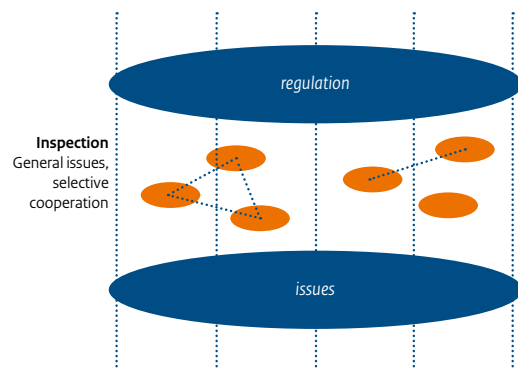 regulation
Inspection
General issues,
selective
cooperation
issues